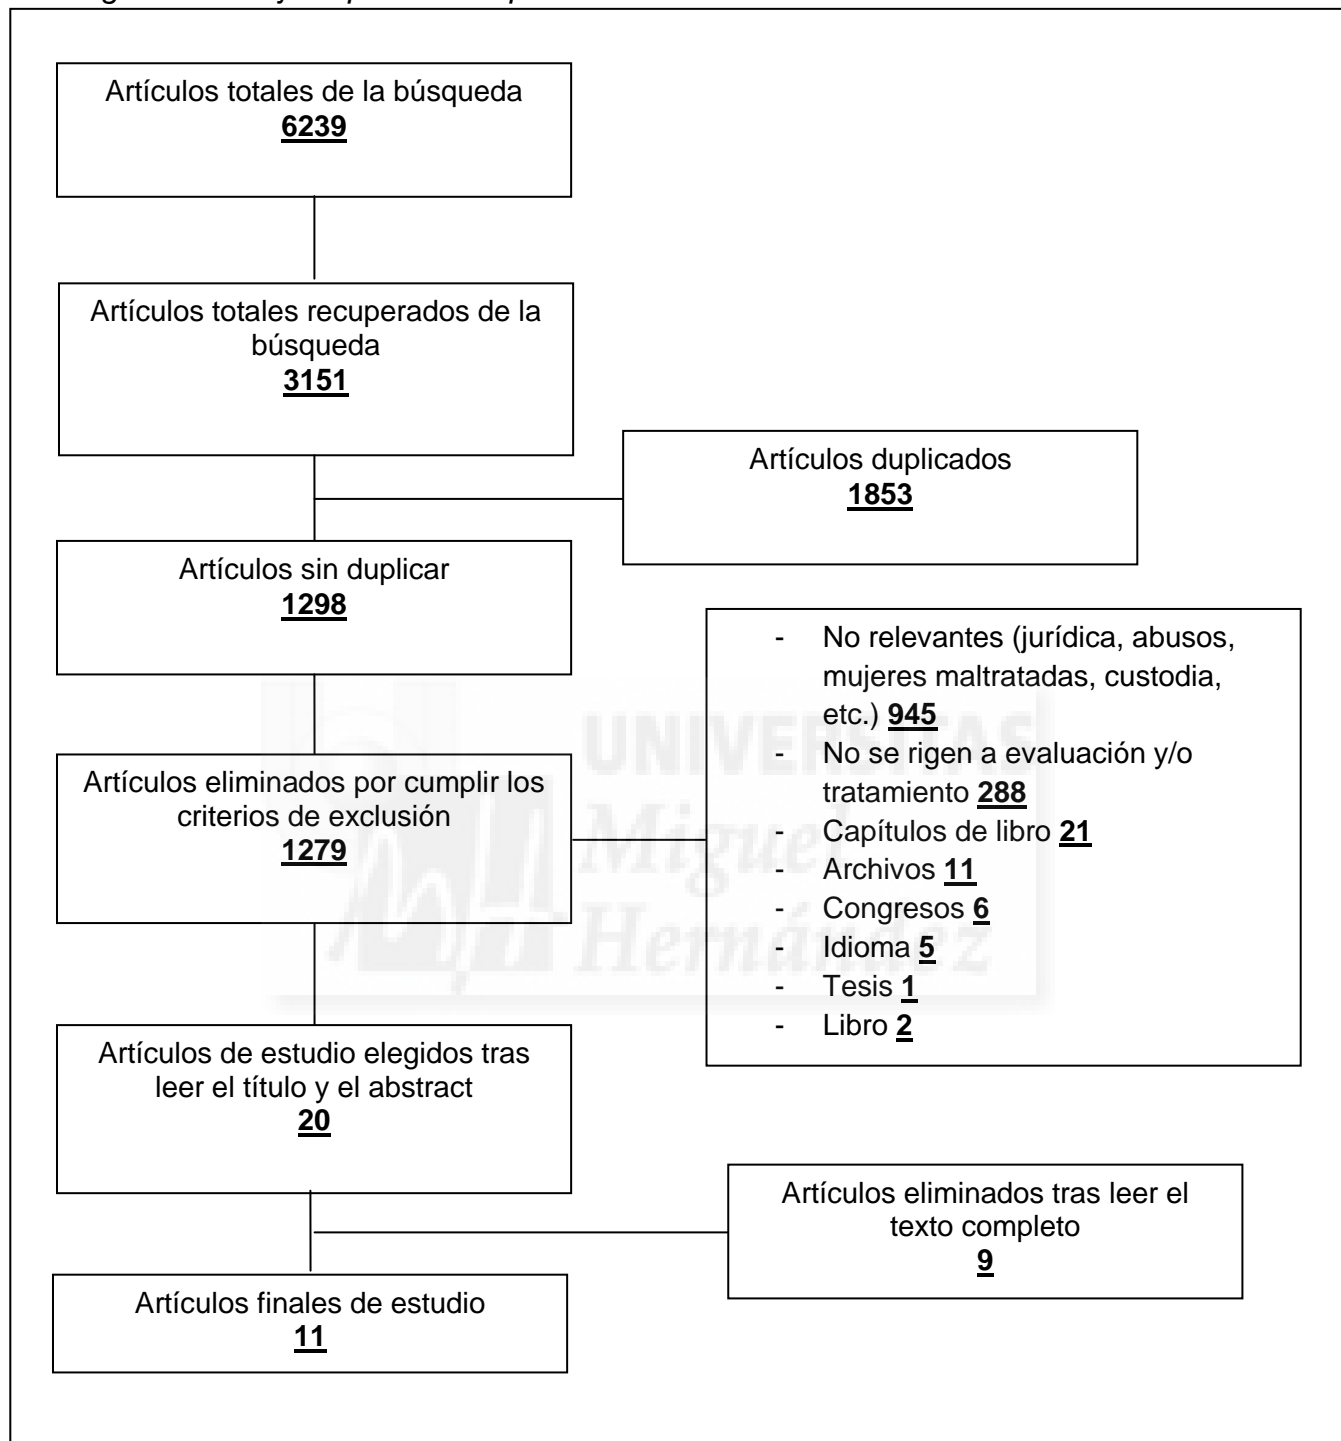 Artículos totales de la búsqueda
6239
Artículos totales recuperados de la
búsqueda
3151
Artículos duplicados
1853
Artículos sin duplicar
1298
- No relevantes (jurídica, abusos,
mujeres maltratadas, custodia,
etc.) 945
- No se rigen a evaluación y/o
tratamiento 288
- Capítulos de libro 21
- Archivos 11
- Congresos 6
- Idioma 5
- Tesis 1
- Libro 2
Artículos eliminados por cumplir los
criterios de exclusión
1279
UNIVERSITAS
Miguel
Hernández
Artículos de estudio elegidos tras
leer el título y el abstract
20
Artículos eliminados tras leer el
texto completo
9
Artículos finales de estudio
11